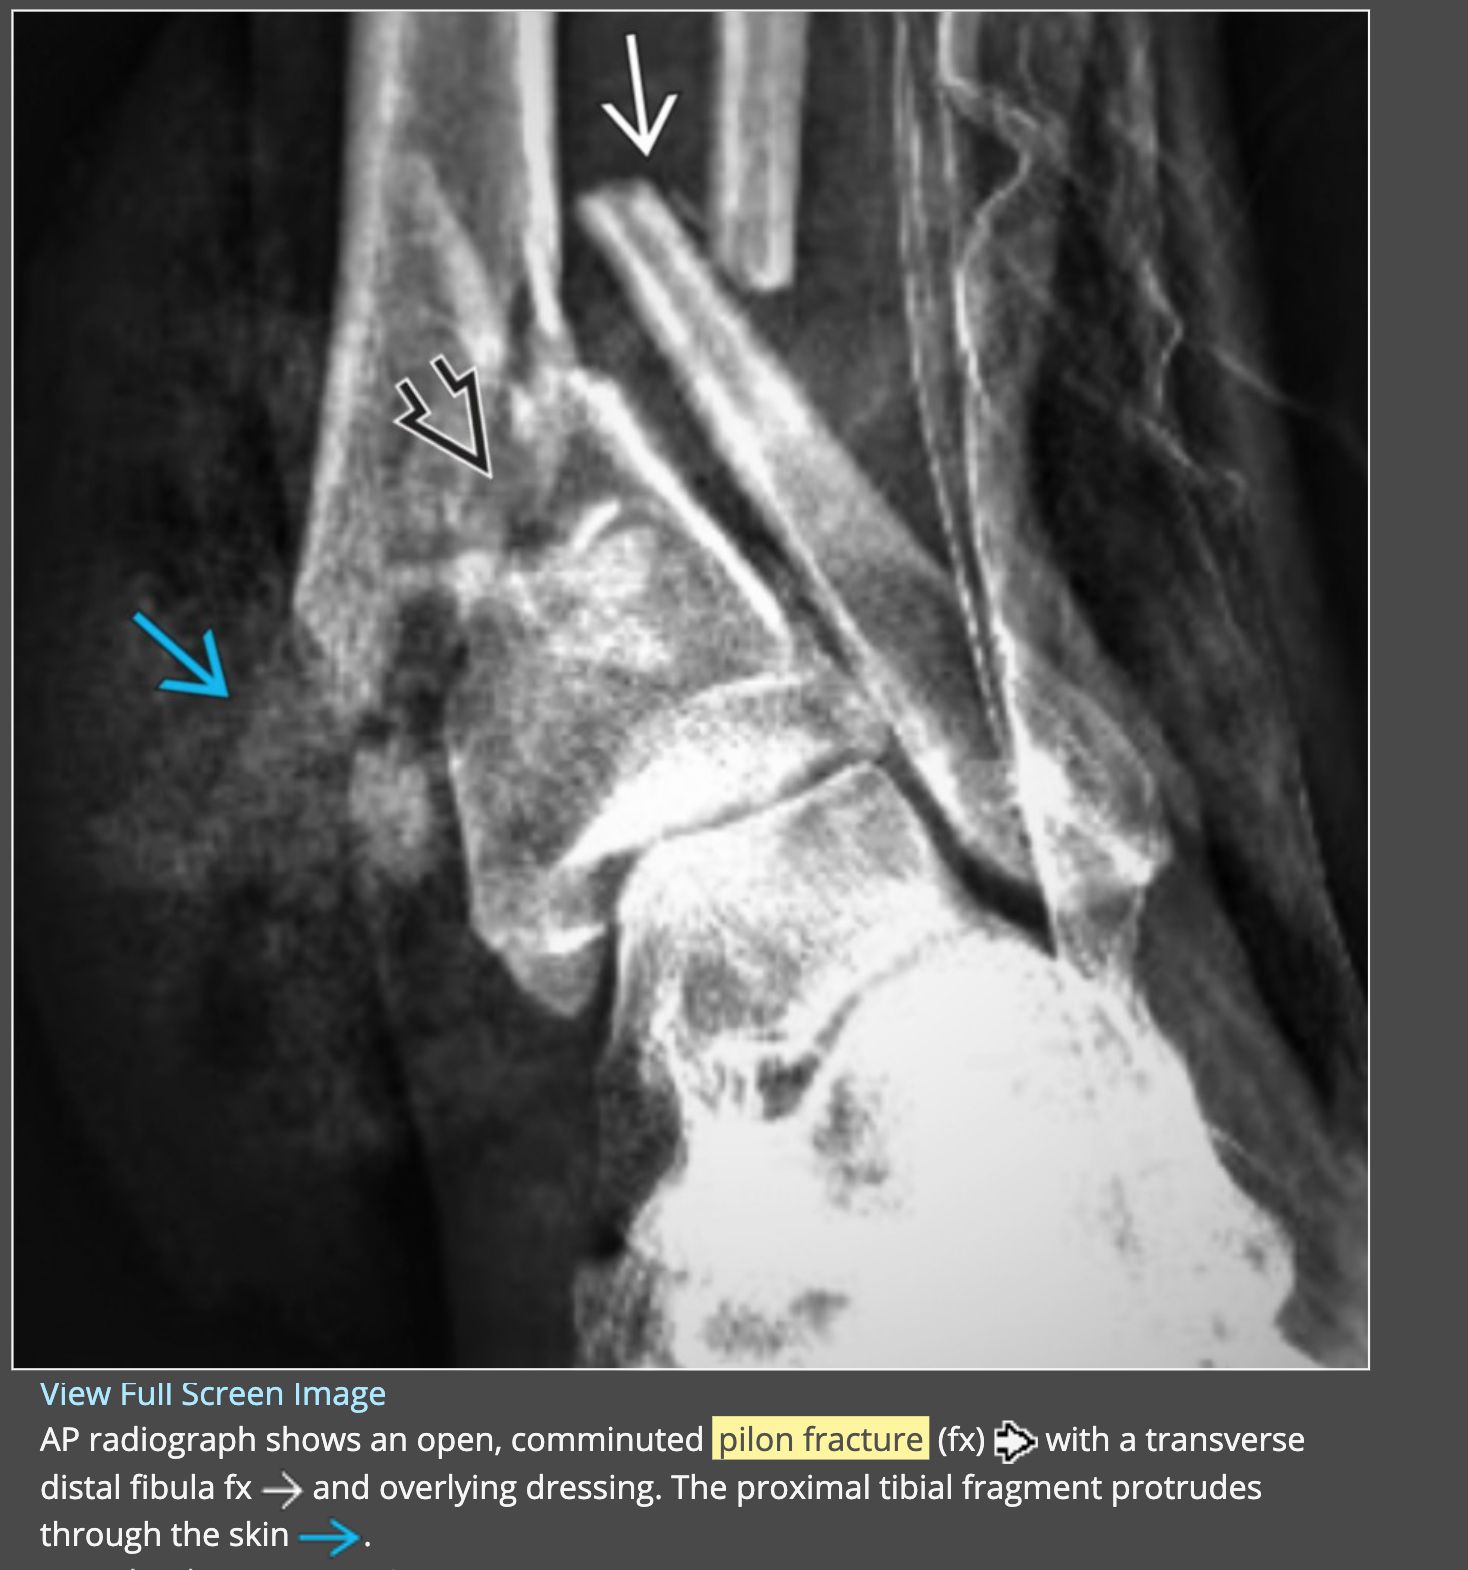 View Full Screen Image
AP radiograph shows an open, comminuted pilon fracture (fx) with a transverse
distal fibula fx and overlying dressing. The proximal tibial fragment protrudes
through the skin .